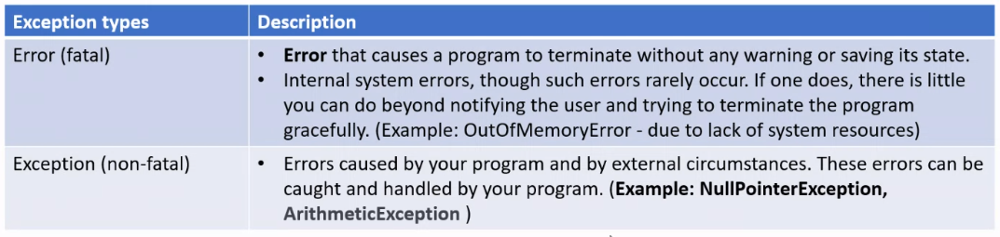 Exception types
Description
Error (fatal)
• Error that causes a program to terminate without any warning or saving its state.
• Internal system errors, though such errors rarely occur. If one does, there is little
you can do beyond notifying the user and trying to terminate the program
gracefully. (Example: OutOfMemoryError - due to lack of system resources)
Exception (non-fatal)
• Errors caused by your program and by external circumstances. These errors can be
caught and handled by your program. (Example: NullPointerException,
ArithmeticException )